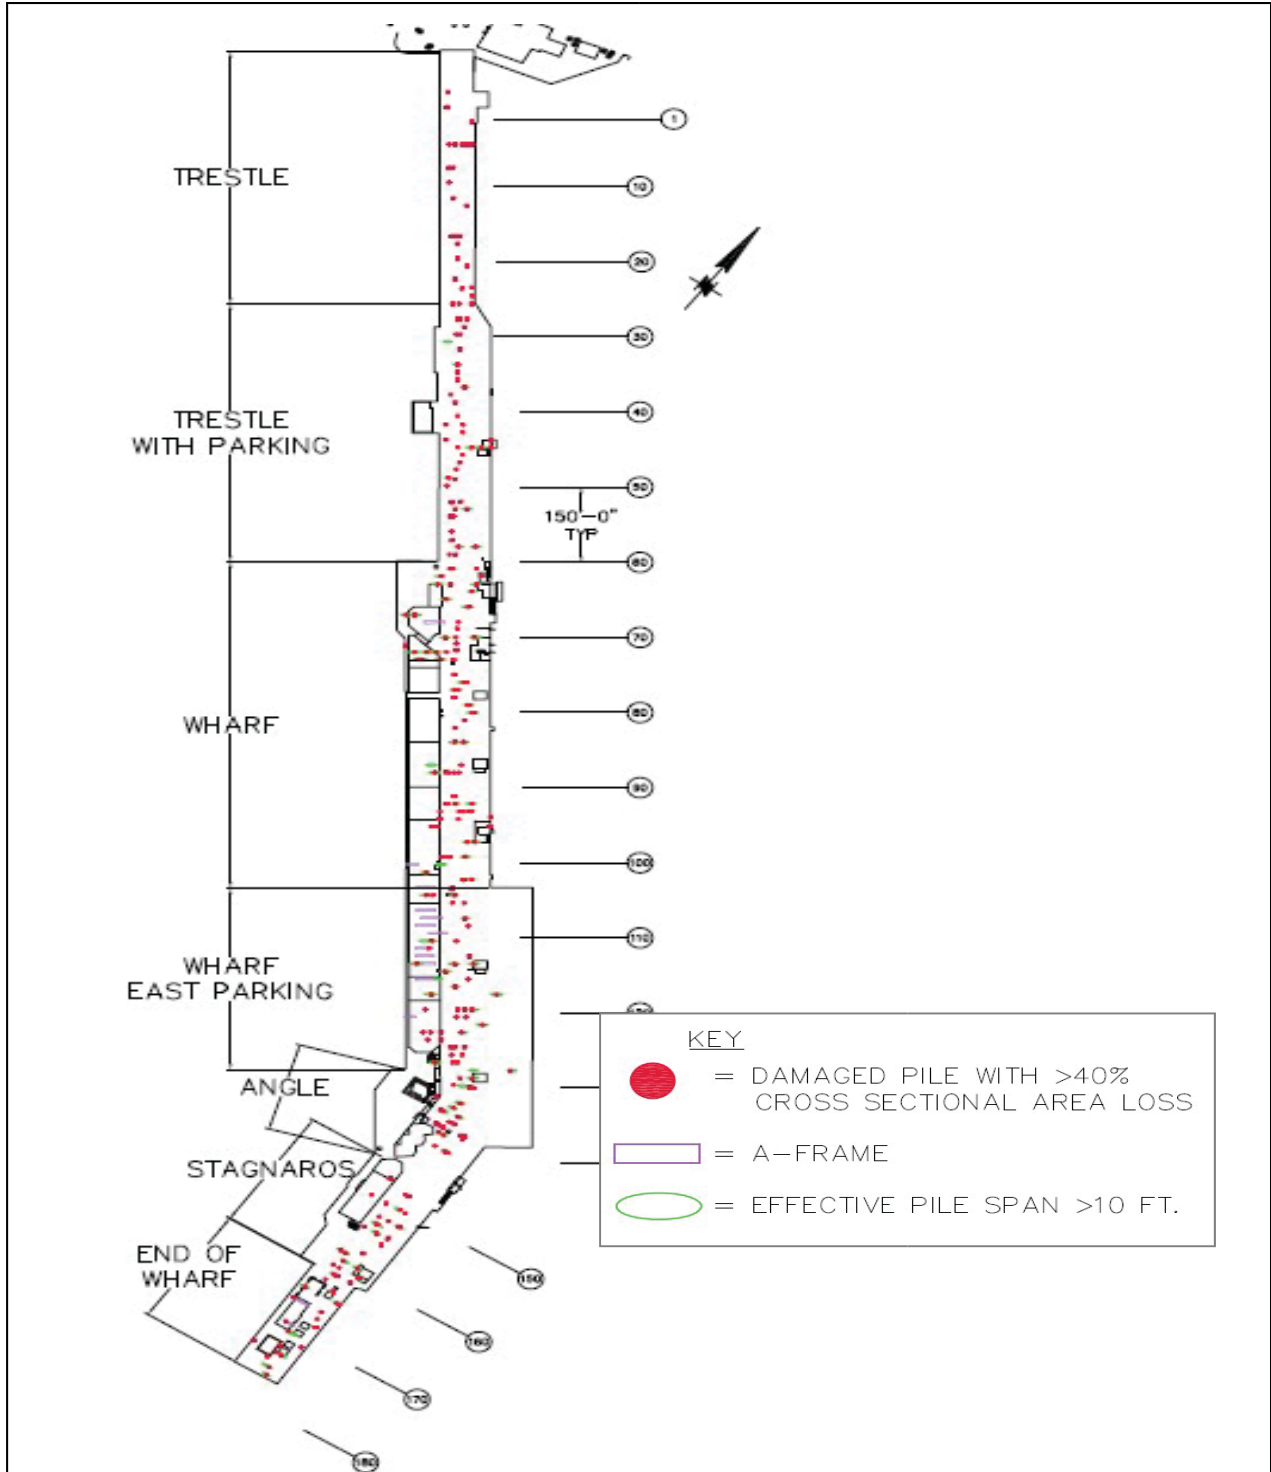 1
TRESTLE
10
20
30
40
TRESTLE
WITH PARKING
50
150'-0"
TYP
60
70
80
WHARF
90
100
110
WHARF
EAST PARKING
KEY
= DAMAGED PILE WITH >40%
CROSS SECTIONAL AREA LOSS
ANGLE
= A-FRAME
STAGNAROS
= EFFECTIVE PILE SPAN >10 FT.
END OF
WHARF
150
160
170
180